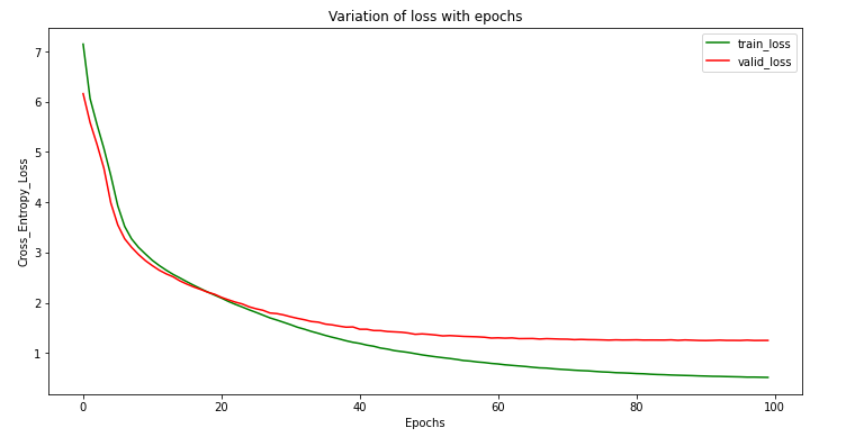 Variation of loss with epochs
train_loss
valid_loss
7
6
5
4
3
2
1
Cross_Entropy_Loss
0 20 40 60 80 100
Epochs